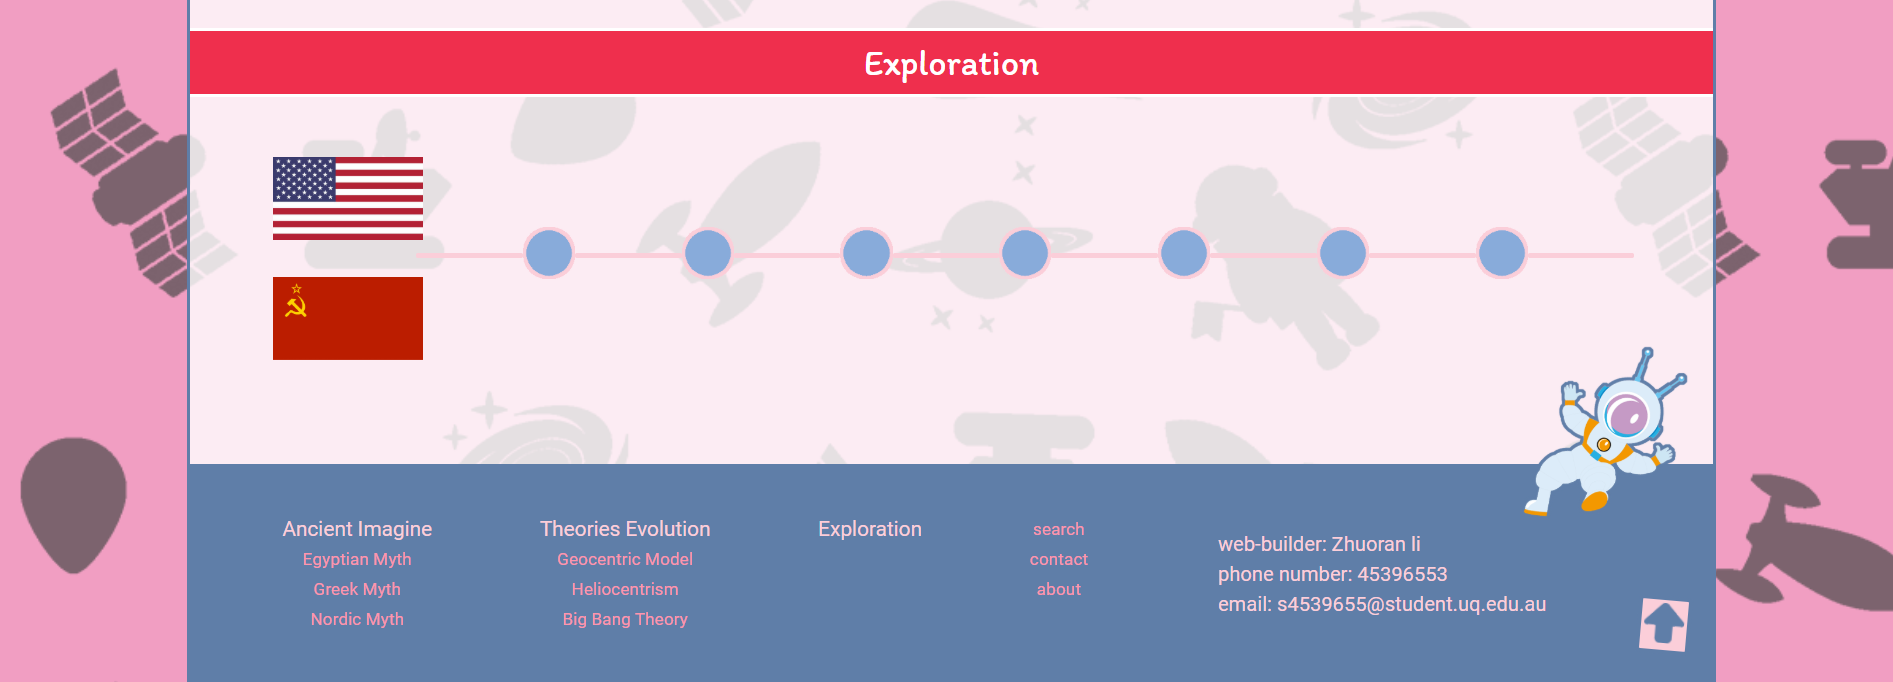 Exploration
Ancient Imagine
Egyptian Myth
Greek Myth
Nordic Myth
Theories Evolution
Geocentric Model
Heliocentrism
Big Bang Theory
Exploration
search
contact
about
web-builder: Zhuoran li
phone number: 45396553
email: s4539655@student.uq.edu.au